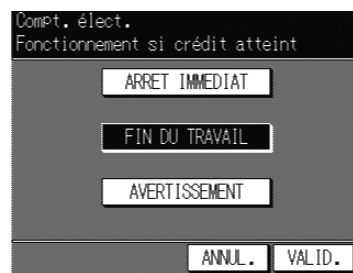 Compt. élect.
Fonctionnement si crédit atteint
ARRET IMMEDIAT
FIN DU TRAVAIL
AVERTISSEMENT
ANNUL. VALID.